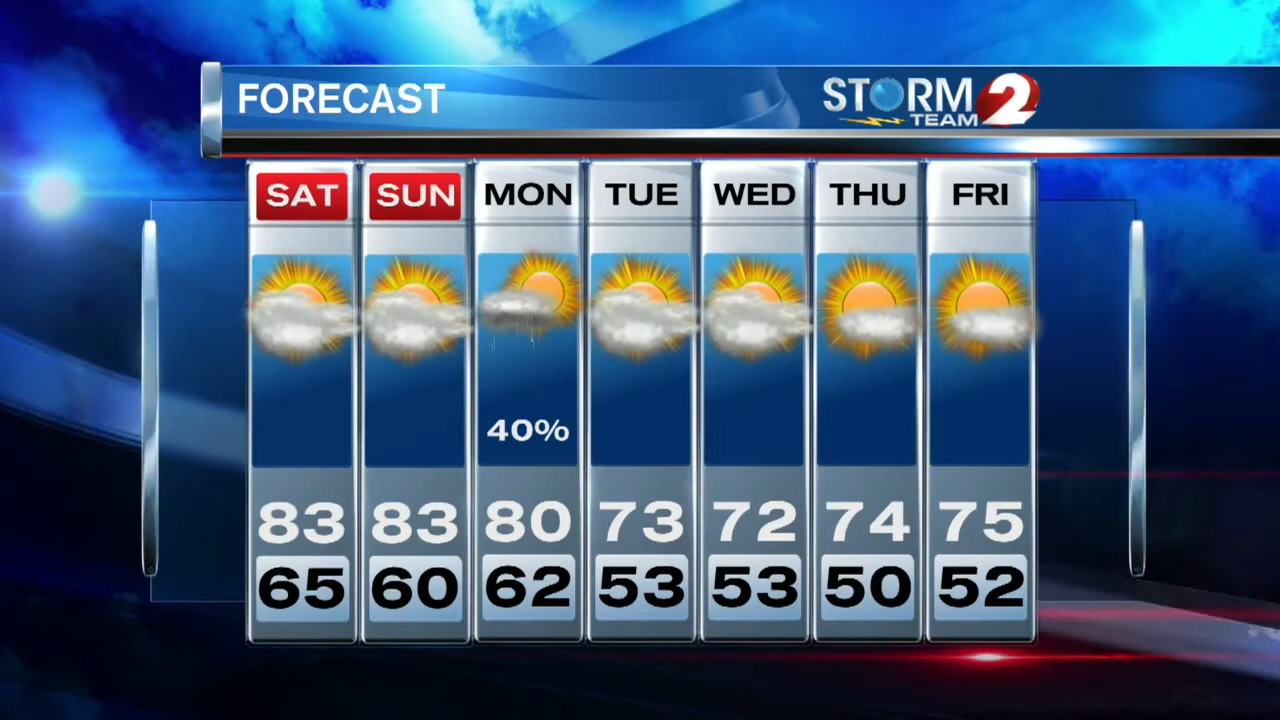 FORECAST
STORM
TEAM 2
SAT SUN MON TUE WED THU FRI
40%
83 83 80 73 72 74 75
65 60 62 53 53 50 52